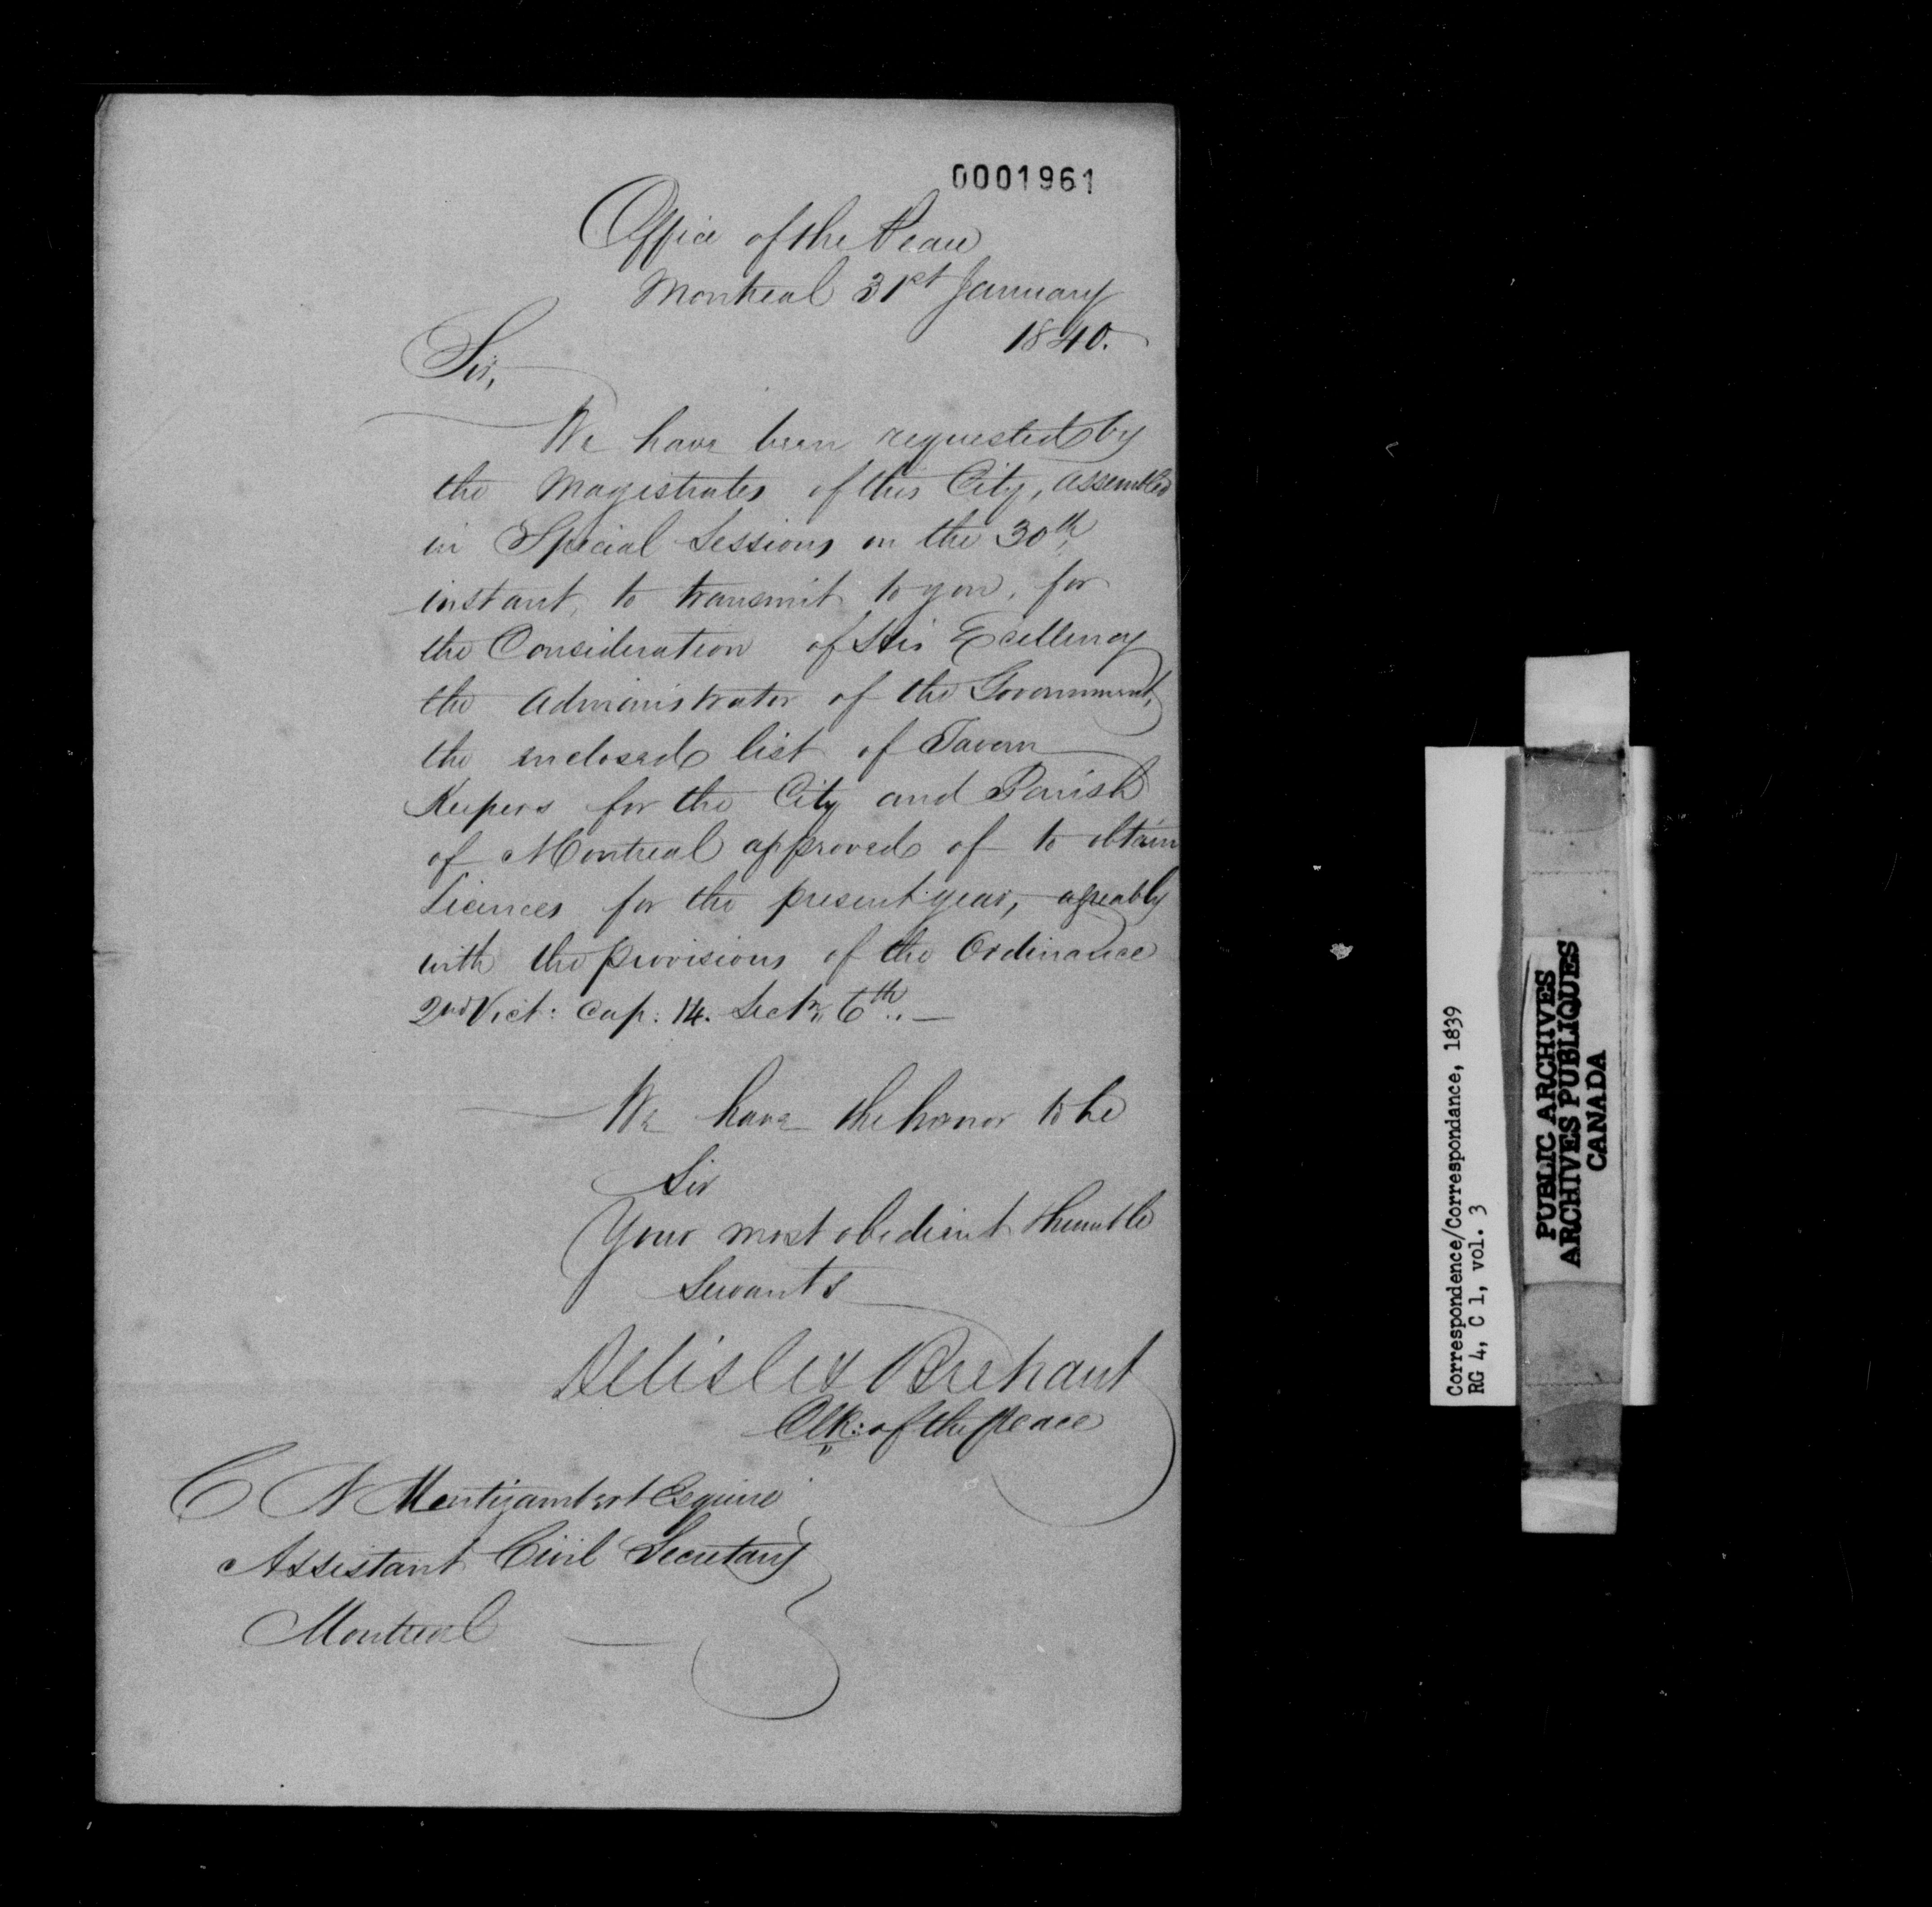 0001961
Office of the Peace
Montreal 31st January
1840.
Sir,
We have been requested by
the Magistrates of this City, assembled
in Special Sessions on the 30th
instant, to transmit to you, for
the Consideration of His Excellency
the Administrator of the Government,
the enclosed list of Tavern
Keepers for the City and Parish
of Montreal approved of to obtain
Licences for the present year, agreably
with the provisions of the Ordinance
2nd Vict: Cap: 14. Sectn 6th. —
We have the honor to be
Sir
Your most obedient & humble
Servants
Delisle & Brehaut
Clk: of the Peace
C N Montizambert Esquire
Assistant Civil Secretary
Montreal
Correspondence/Correspondance, 1839
RG 4, C 1, vol. 3
PUBLIC ARCHIVES
ARCHIVES PUBLIQUES
CANADA